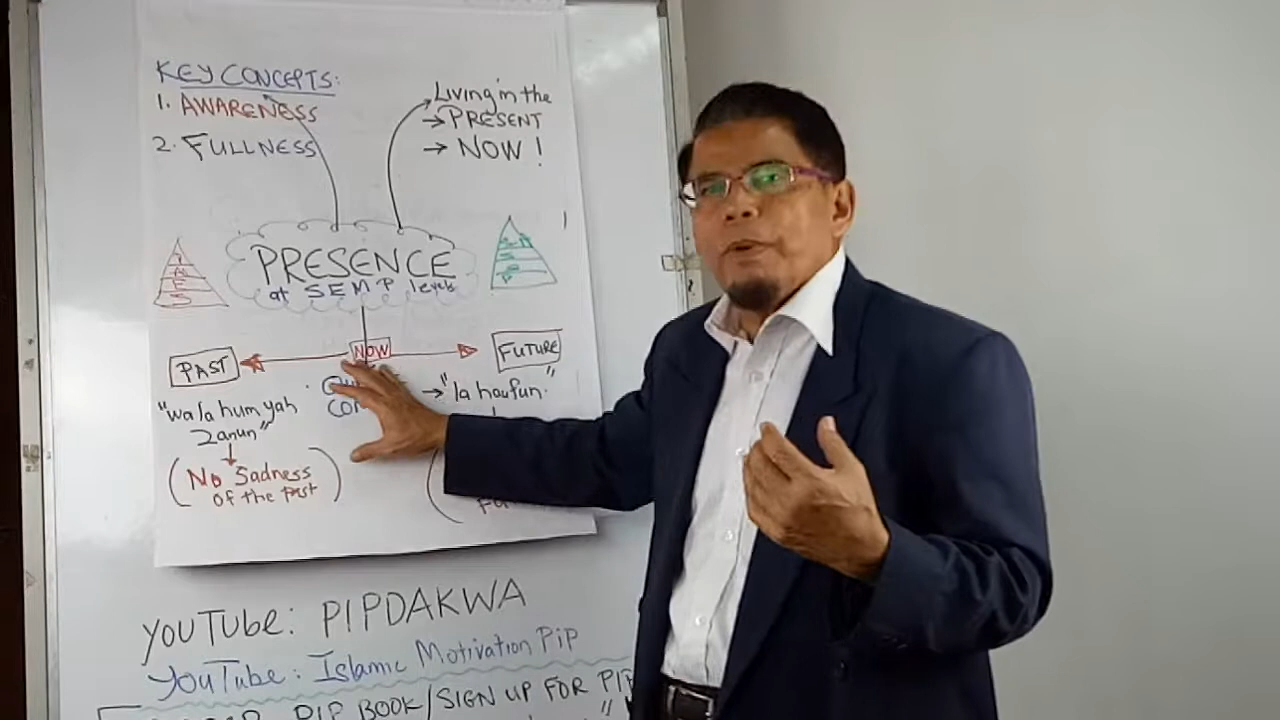 KEY CONCEPTS:
1. AWARENESS
2. FULLNESS
Living in the
→ PRESENT
→ NOW !
PRESENCE
at SEMP levels
PAST
NOW
FUTURE
"wa la hum yah
zanun"
→ "la haufun"
(No Sadness
of the past)
YOUTUBE: PIPDAKWA
YOUTUBE: Islamic Motivation PiP
PIP BOOK/SIGN UP FOR PIP